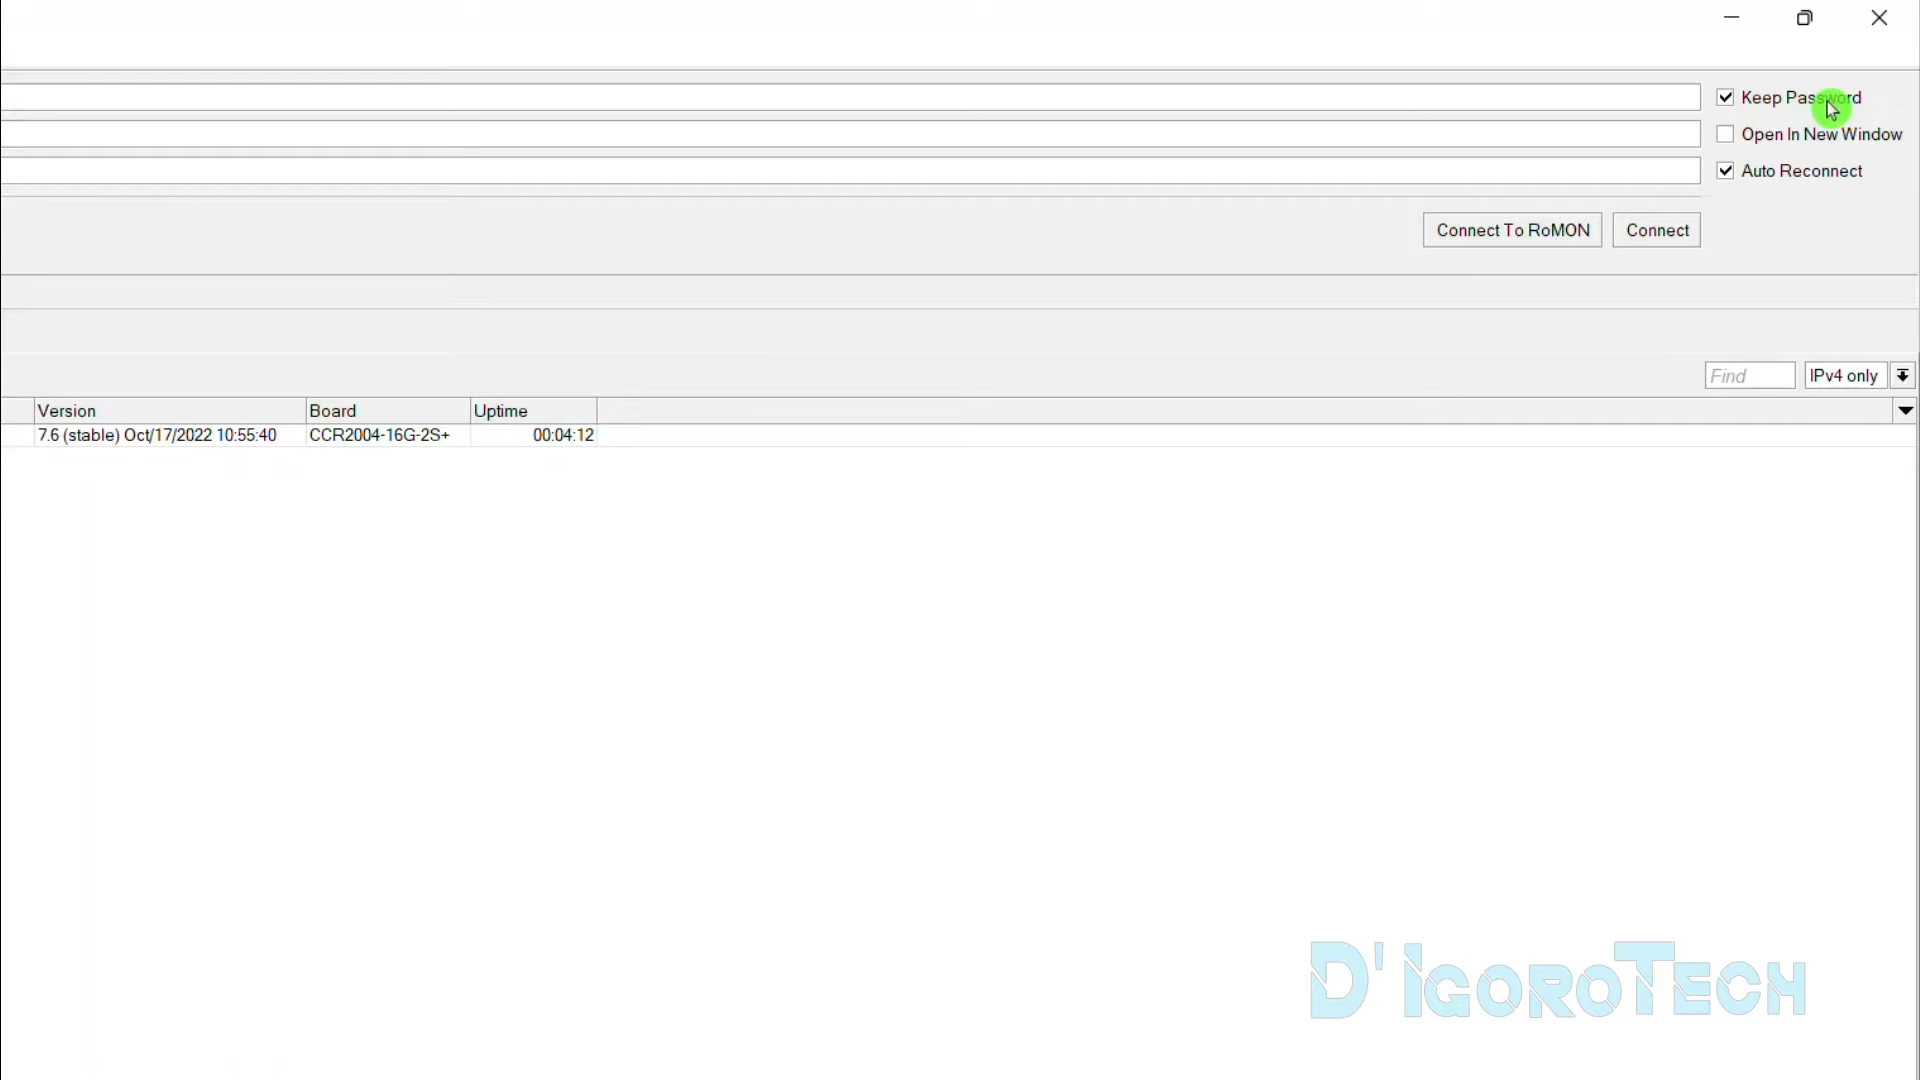 Keep Password
Open In New Window
Auto Reconnect
Connect To RoMON Connect
Find IPv4 only
Version Board Uptime
7.6 (stable) Oct/17/2022 10:55:40 CCR2004-16G-2S+ 00:04:12
D'IGOROTECH